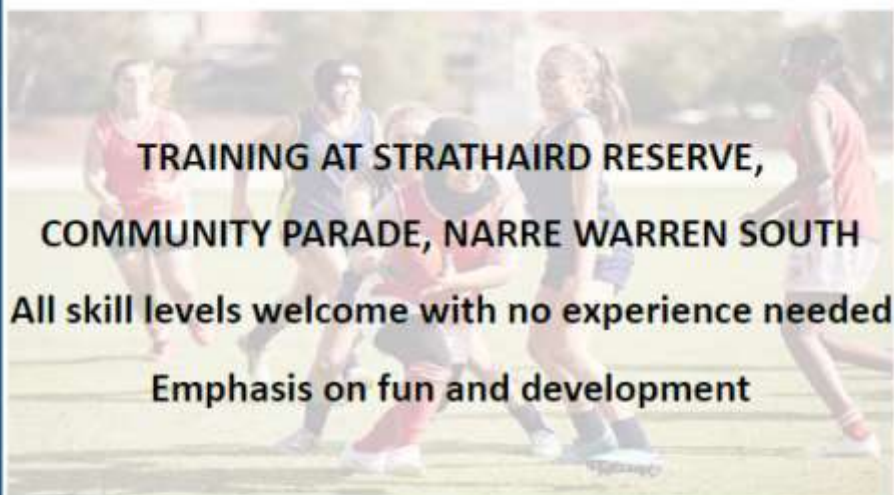 TRAINING AT STRATHAIRD RESERVE,
COMMUNITY PARADE, NARRE WARREN SOUTH
All skill levels welcome with no experience needed
Emphasis on fun and development